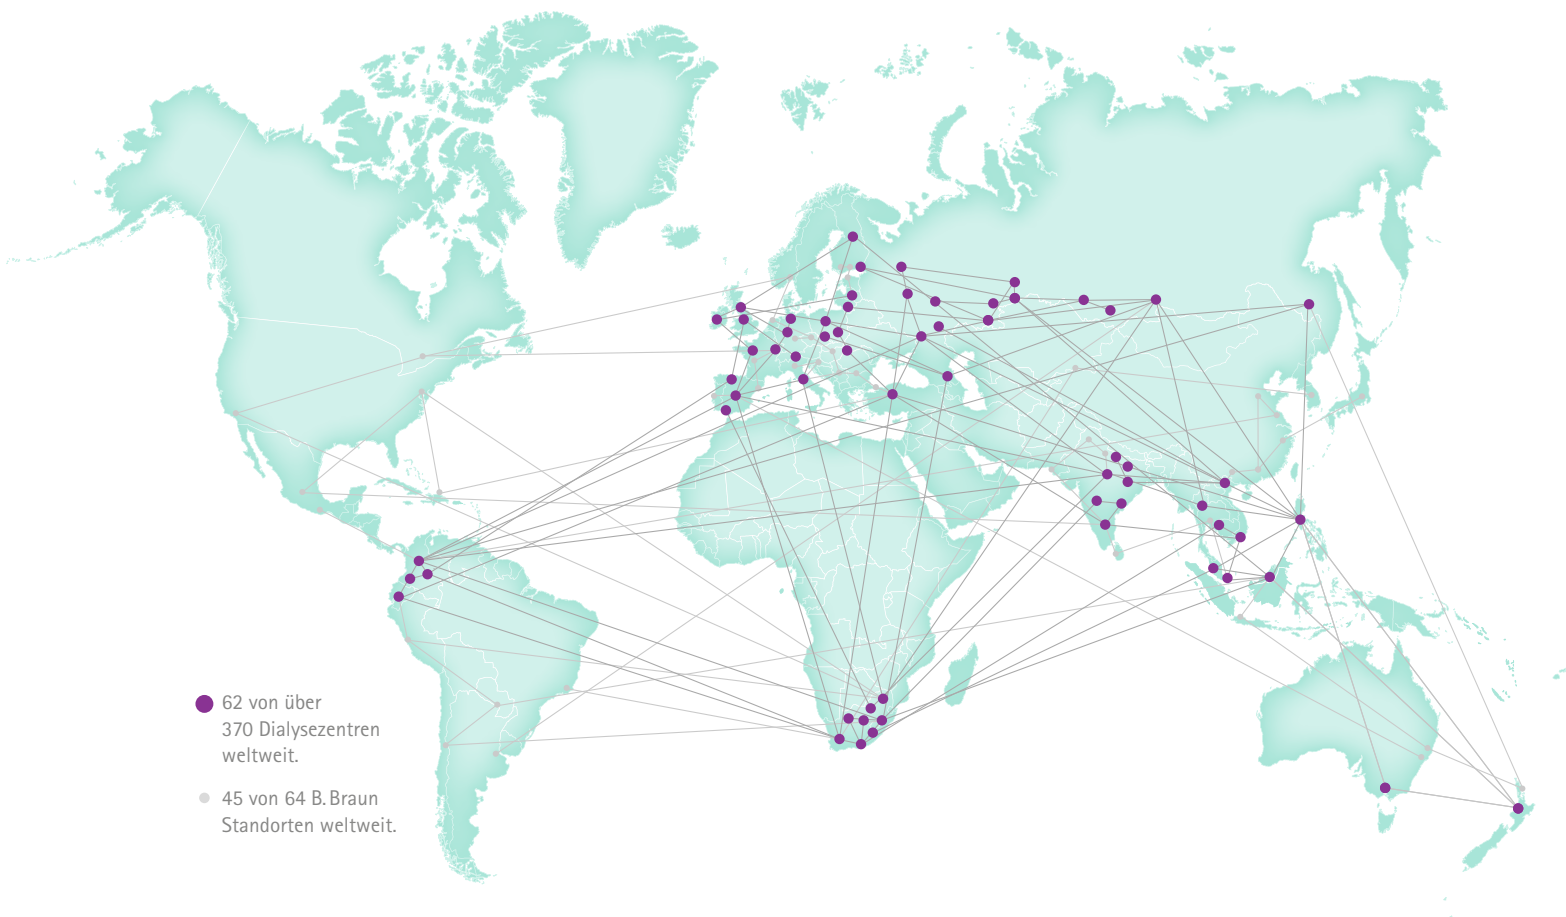 62 von über
370 Dialysezentren
weltweit.
45 von 64 B. Braun
Standorten weltweit.